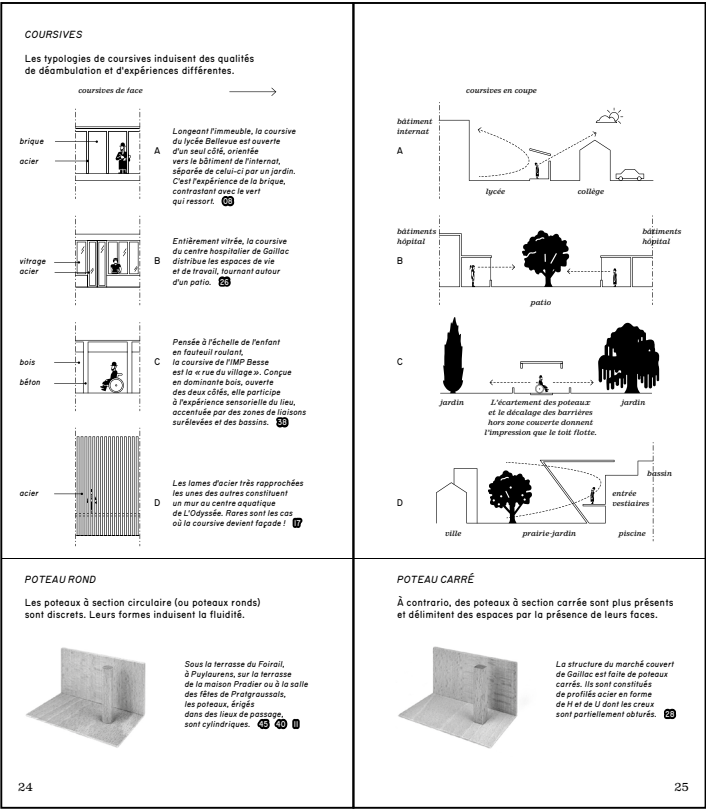 COURSIVES
Les typologies de coursives induisent des qualités
de déambulation et d'expériences différentes.
coursives de face
brique
acier
A
Longeant l'immeuble, la coursive
du lycée Bellevue est ouverte
d'un seul côté, orientée
vers le bâtiment de l'internat,
séparée de celui-ci par un jardin.
C'est l'expérience de la brique,
contrastant avec le vert
qui ressort. 08
vitrage
acier
B
Entièrement vitrée, la coursive
du centre hospitalier de Gaillac
distribue les espaces de vie
et de travail, tournant autour
d'un patio. 26
bois
béton
C
Pensée à l'échelle de l'enfant
en fauteuil roulant,
la coursive de l'IMP Besse
est la « rue du village ». Conçue
en dominante bois, ouverte
des deux côtés, elle participe
à l'expérience sensorielle du lieu,
accentuée par des zones de liaisons
surélevées et des bassins. 38
acier
D
Les lames d'acier très rapprochées
les unes des autres constituent
un mur au centre aquatique
de L'Odyssée. Rares sont les cas
où la coursive devient façade ! 17
coursives en coupe
bâtiment
internat
A
lycée
collège
bâtiments
hôpital
bâtiments
hôpital
B
patio
C
jardin
L'écartement des poteaux
et le décalage des barrières
hors zone couverte donnent
l'impression que le toit flotte.
jardin
bassin
D
entrée
vestiaires
ville
prairie-jardin
piscine
POTEAU ROND
Les poteaux à section circulaire (ou poteaux ronds)
sont discrets. Leurs formes induisent la fluidité.
Sous la terrasse du Foirail,
à Puylaurens, sur la terrasse
de la maison Pradier ou à la salle
des fêtes de Pratgraussals,
les poteaux, érigés
dans des lieux de passage,
sont cylindriques. 45 40 11
24
POTEAU CARRÉ
À contrario, des poteaux à section carrée sont plus présents
et délimitent des espaces par la présence de leurs faces.
La structure du marché couvert
de Gaillac est faite de poteaux
carrés. Ils sont constitués
de profilés acier en forme
de H et de U dont les creux
sont partiellement obturés. 28
25